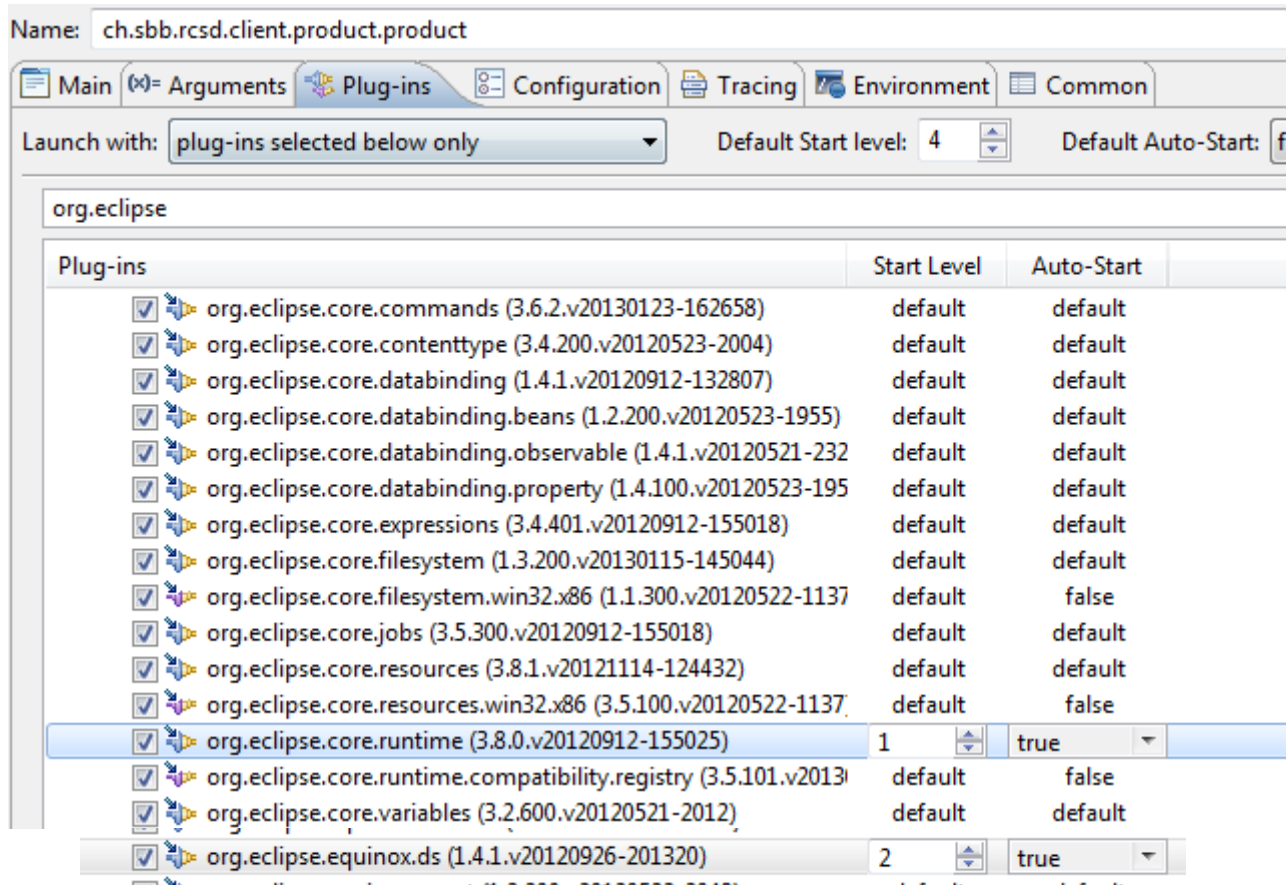 Name: ch.sbb.rcsd.client.product.product
Main (x)= Arguments Plug-ins Configuration Tracing Environment Common
Launch with: plug-ins selected below only Default Start level: 4 Default Auto-Start: f
org.eclipse
Plug-ins Start Level Auto-Start
org.eclipse.core.commands (3.6.2.v20130123-162658) default default
org.eclipse.core.contenttype (3.4.200.v20120523-2004) default default
org.eclipse.core.databinding (1.4.1.v20120912-132807) default default
org.eclipse.core.databinding.beans (1.2.200.v20120523-1955) default default
org.eclipse.core.databinding.observable (1.4.1.v20120521-232 default default
org.eclipse.core.databinding.property (1.4.100.v20120523-195 default default
org.eclipse.core.expressions (3.4.401.v20120912-155018) default default
org.eclipse.core.filesystem (1.3.200.v20130115-145044) default default
org.eclipse.core.filesystem.win32.x86 (1.1.300.v20120522-1137 default false
org.eclipse.core.jobs (3.5.300.v20120912-155018) default default
org.eclipse.core.resources (3.8.1.v20121114-124432) default default
org.eclipse.core.resources.win32.x86 (3.5.100.v20120522-1137) default false
org.eclipse.core.runtime (3.8.0.v20120912-155025) 1 true
org.eclipse.core.runtime.compatibility.registry (3.5.101.v2013 default false
org.eclipse.core.variables (3.2.600.v20120521-2012) default default
org.eclipse.equinox.ds (1.4.1.v20120926-201320) 2 true